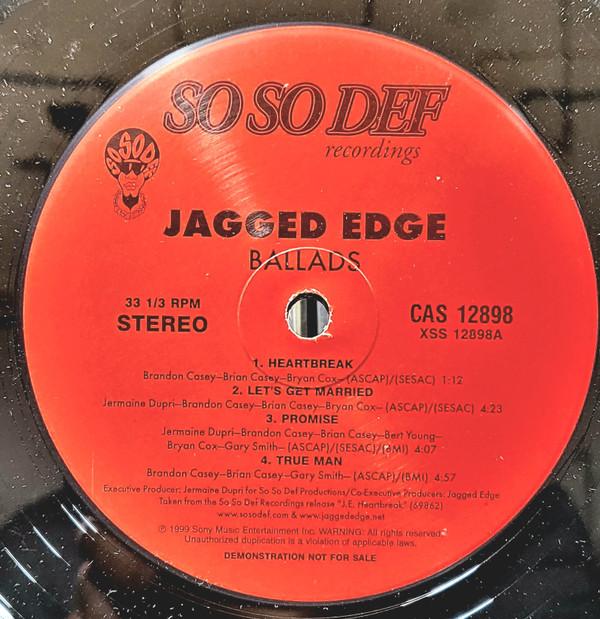 SO SO DEF
recordings
SO SO DEF
JAGGED EDGE
BALLADS
33 1/3 RPM
STEREO
CAS 12898
XSS 12898A
1. HEARTBREAK
Brandon Casey–Brian Casey–Bryan Cox– (ASCAP)/(SESAC) 1:12
2. LET'S GET MARRIED
Jermaine Dupri–Brandon Casey–Brian Casey–Bryan Cox– (ASCAP)/(SESAC) 4:23
3. PROMISE
Jermaine Dupri–Brandon Casey–Brian Casey–Bert Young–
Bryan Cox–Gary Smith– (ASCAP)/(SESAC)/(BMI) 4:07
4. TRUE MAN
Brandon Casey–Brian Casey–Gary Smith– (ASCAP)/(BMI) 4:57
Executive Producer: Jermaine Dupri for So So Def Productions/Co-Executive Producers: Jagged Edge
Taken from the So So Def Recordings release "J.E. Heartbreak" (69862)
www.sosodef.com & www.jaggededge.net
℗ 1999 Sony Music Entertainment Inc. WARNING: All rights reserved.
Unauthorized duplication is a violation of applicable laws.
DEMONSTRATION NOT FOR SALE